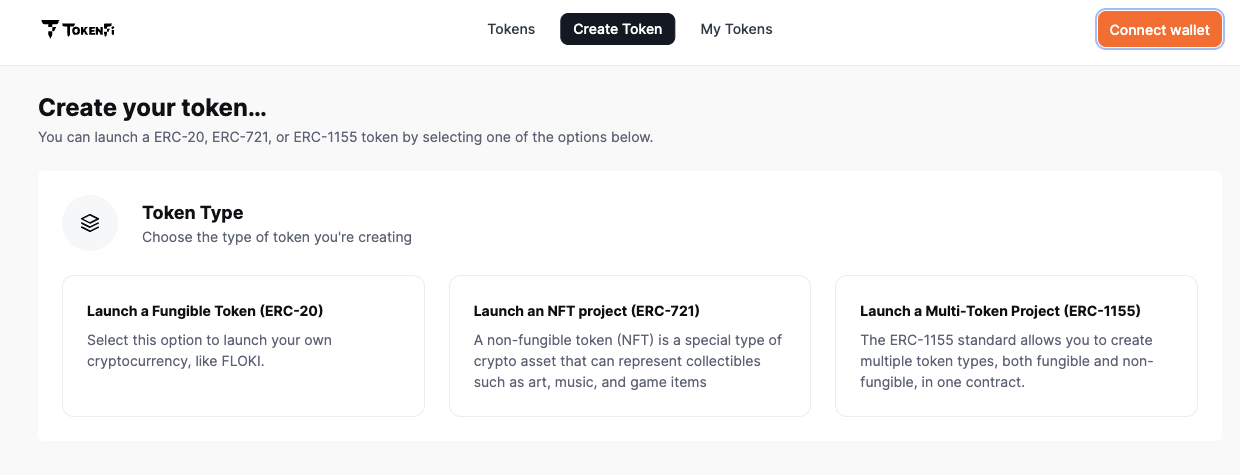 TokenFi
Tokens
Create Token
My Tokens
Connect wallet
Create your token...
You can launch a ERC-20, ERC-721, or ERC-1155 token by selecting one of the options below.
Token Type
Choose the type of token you're creating
Launch a Fungible Token (ERC-20)
Select this option to launch your own
cryptocurrency, like FLOKI.
Launch an NFT project (ERC-721)
A non-fungible token (NFT) is a special type of
crypto asset that can represent collectibles
such as art, music, and game items
Launch a Multi-Token Project (ERC-1155)
The ERC-1155 standard allows you to create
multiple token types, both fungible and non-
fungible, in one contract.